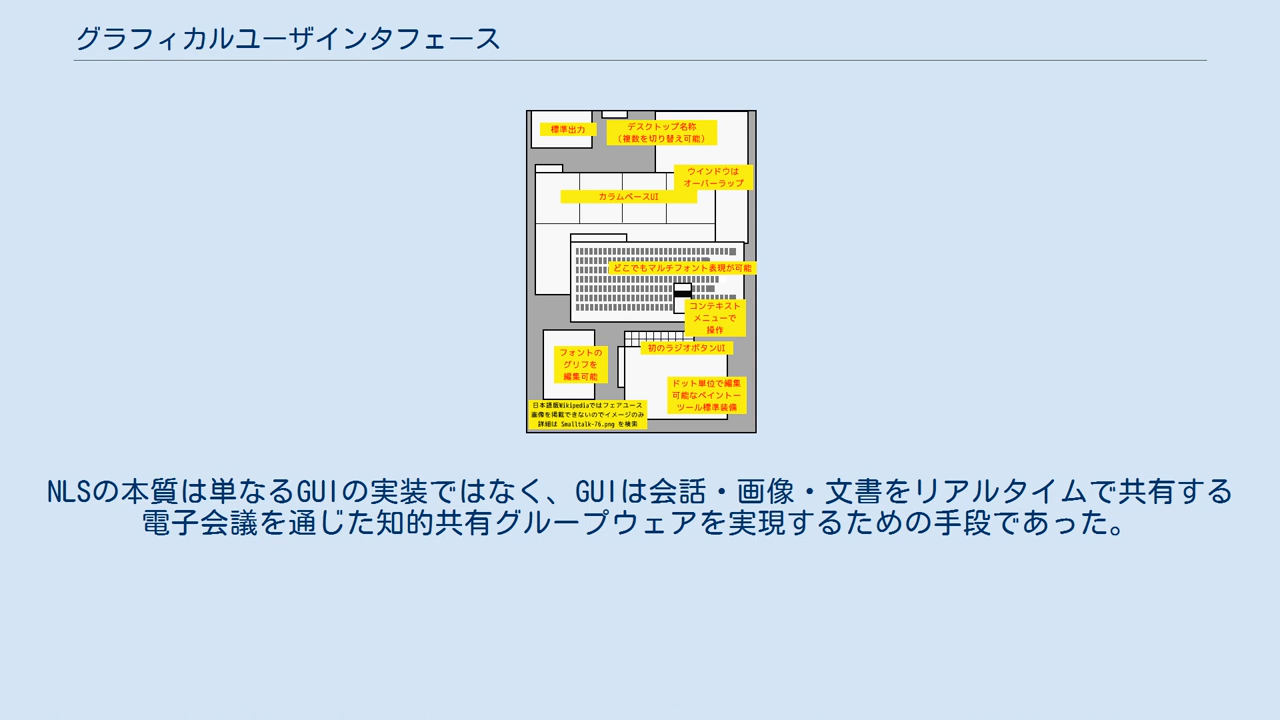 グラフィカルユーザインタフェース
標準出力
デスクトップ名称
（複数を切り替え可能）
ウインドウは
オーバーラップ
カラムベースUI
どこでもマルチフォント表現が可能
コンテキスト
メニューで
操作
初のラジオボタンUI
フォントの
グリフを
編集可能
ドット単位で編集
可能なペイントー
ツール標準装備
日本語版Wikipediaではフェアユース
画像を掲載できないのでイメージのみ
詳細は Smalltalk-76.png を検索
NLSの本質は単なるGUIの実装ではなく、GUIは会話・画像・文書をリアルタイムで共有する
電子会議を通じた知的共有グループウェアを実現するための手段であった。